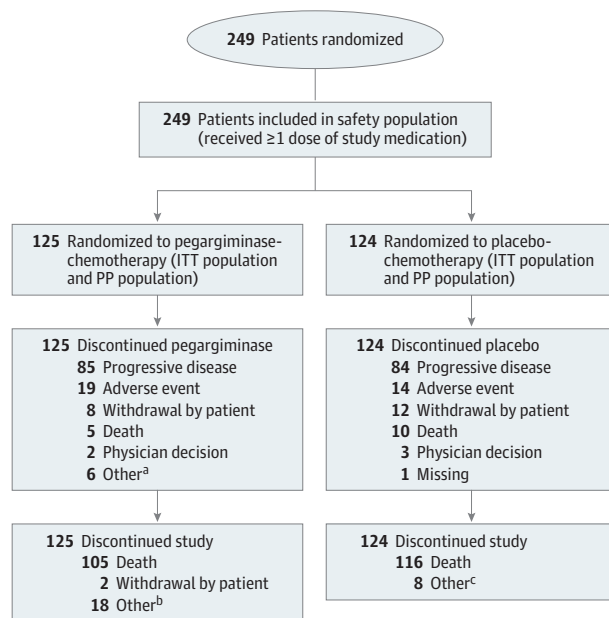 249 Patients randomized
249 Patients included in safety population
(received ≥1 dose of study medication)
125 Randomized to pegargiminase-
chemotherapy (ITT population
and PP population)
124 Randomized to placebo-
chemotherapy (ITT population
and PP population)
125 Discontinued pegargiminase
85 Progressive disease
19 Adverse event
8 Withdrawal by patient
5 Death
2 Physician decision
6 Otherᵃ
124 Discontinued placebo
84 Progressive disease
14 Adverse event
12 Withdrawal by patient
10 Death
3 Physician decision
1 Missing
125 Discontinued study
105 Death
2 Withdrawal by patient
18 Otherᵇ
124 Discontinued study
116 Death
8 Otherᶜ